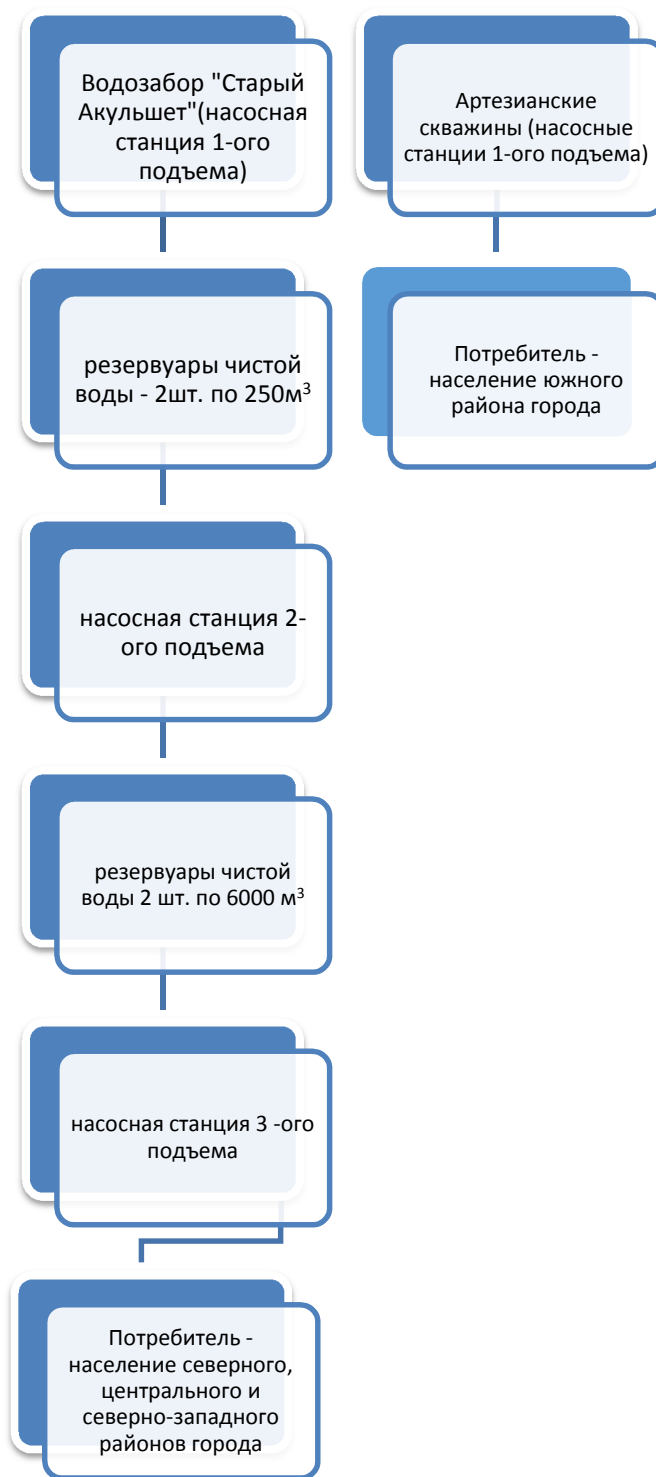 Водозабор "Старый
Акульшет"(насосная
станция 1-ого
подъема)
резервуары чистой
воды - 2шт. по 250м³
насосная станция 2-
ого подъема
резервуары чистой
воды 2 шт. по 6000 м³
насосная станция 3 -ого
подъема
Потребитель -
население северного,
центрального и
северно-западного
районов города
Артезианские
скважины (насосные
станции 1-ого подъема)
Потребитель -
население южного
района города